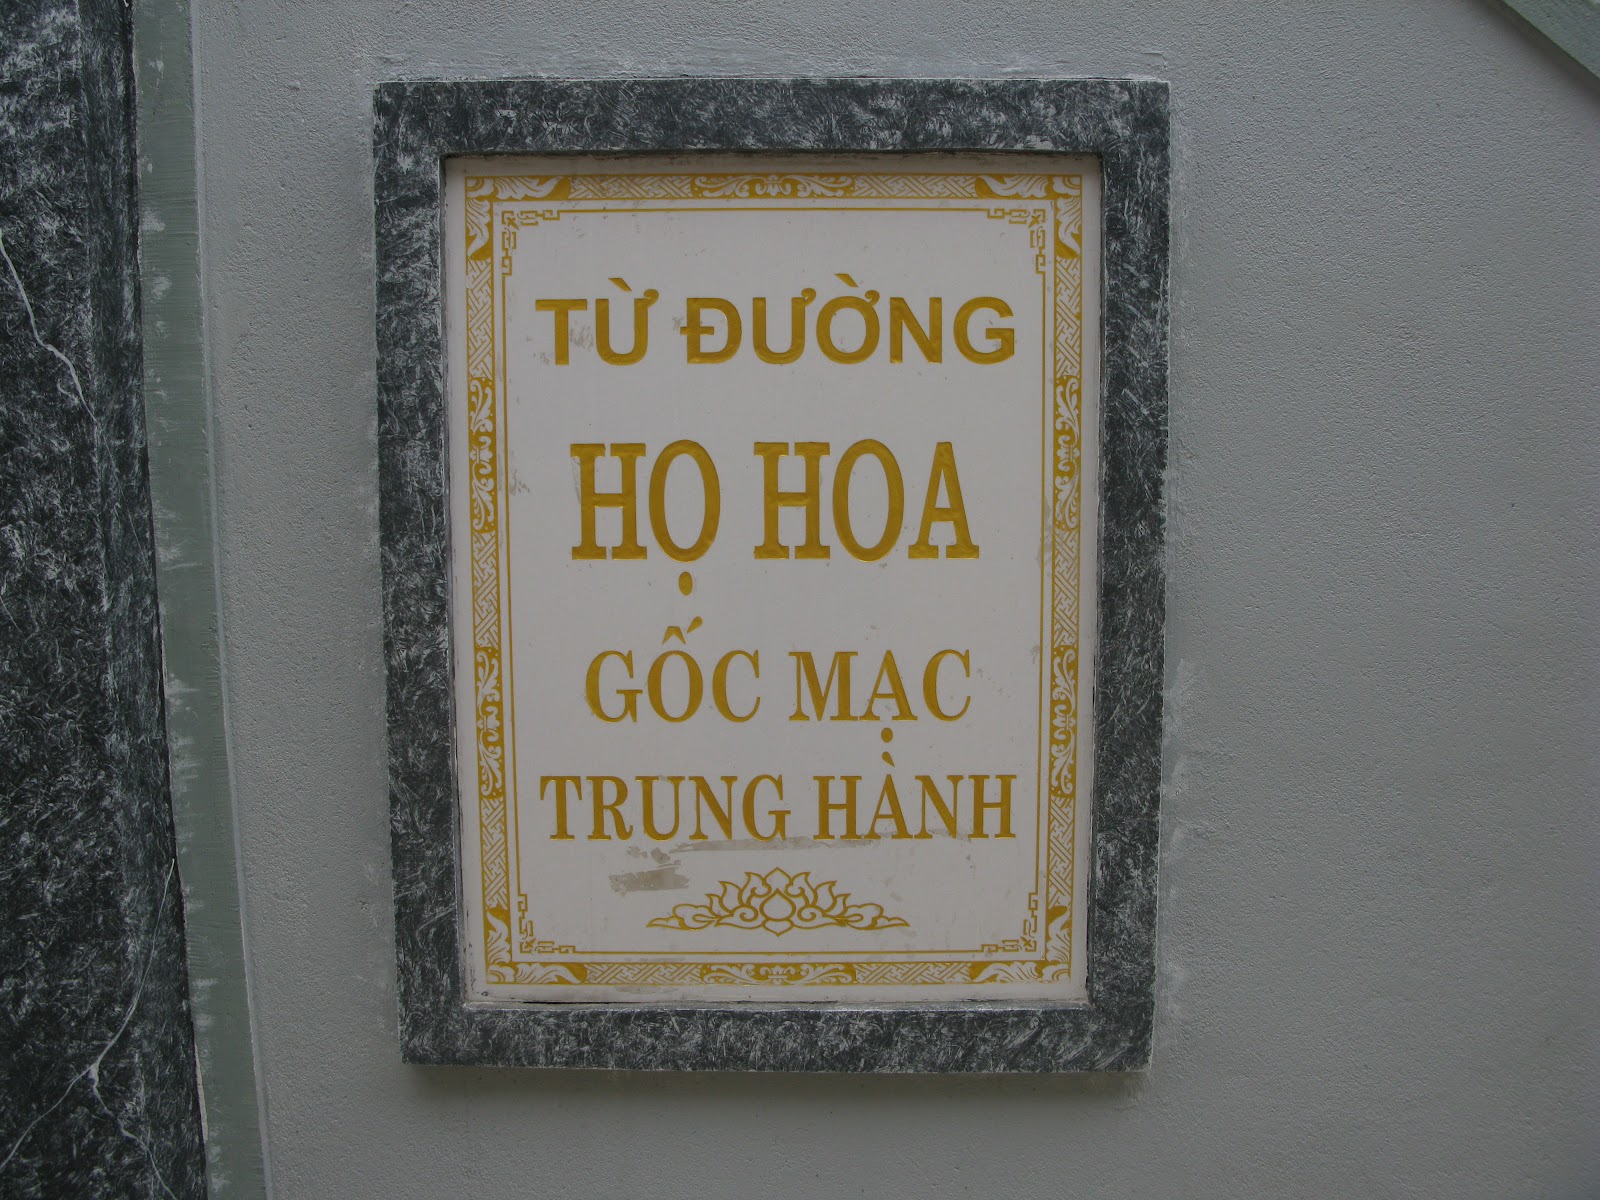 TỪ ĐƯỜNG
HỌ HOA
GỐC MẠC
TRUNG HÀNH